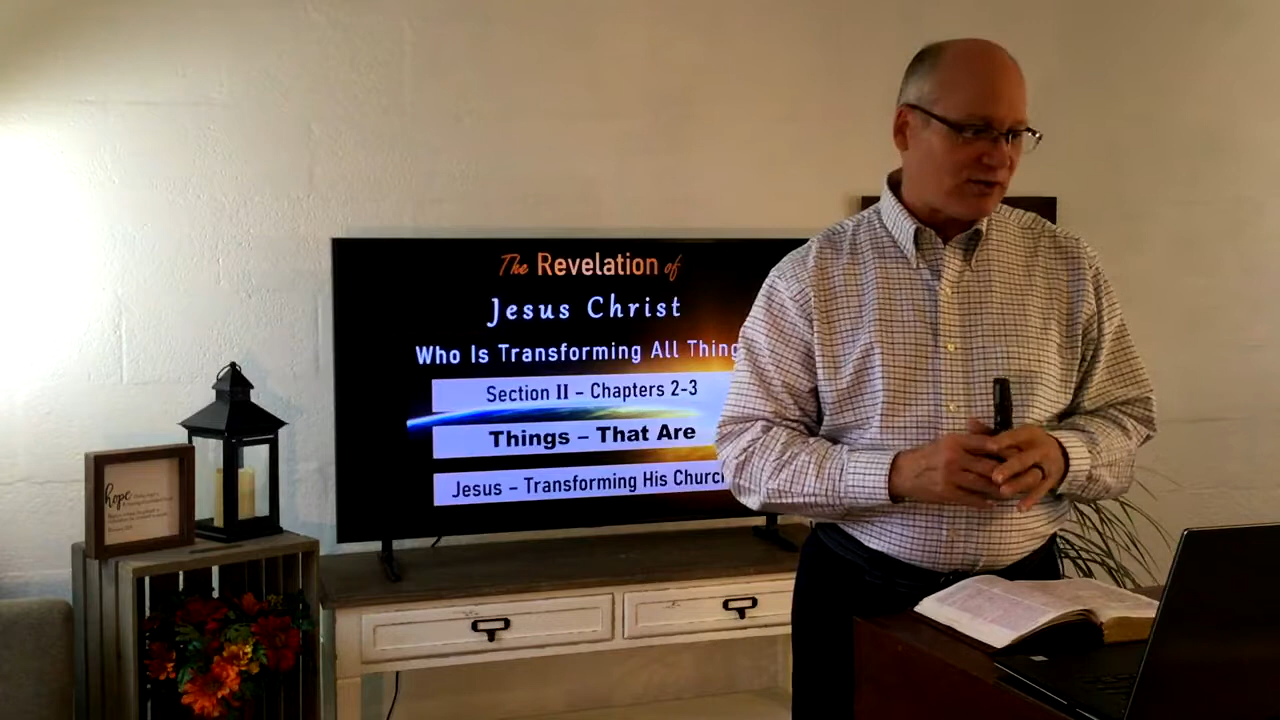 The Revelation of
Jesus Christ
Who Is Transforming All Thing
Section II – Chapters 2-3
Things – That Are
Jesus – Transforming His Churc
hope